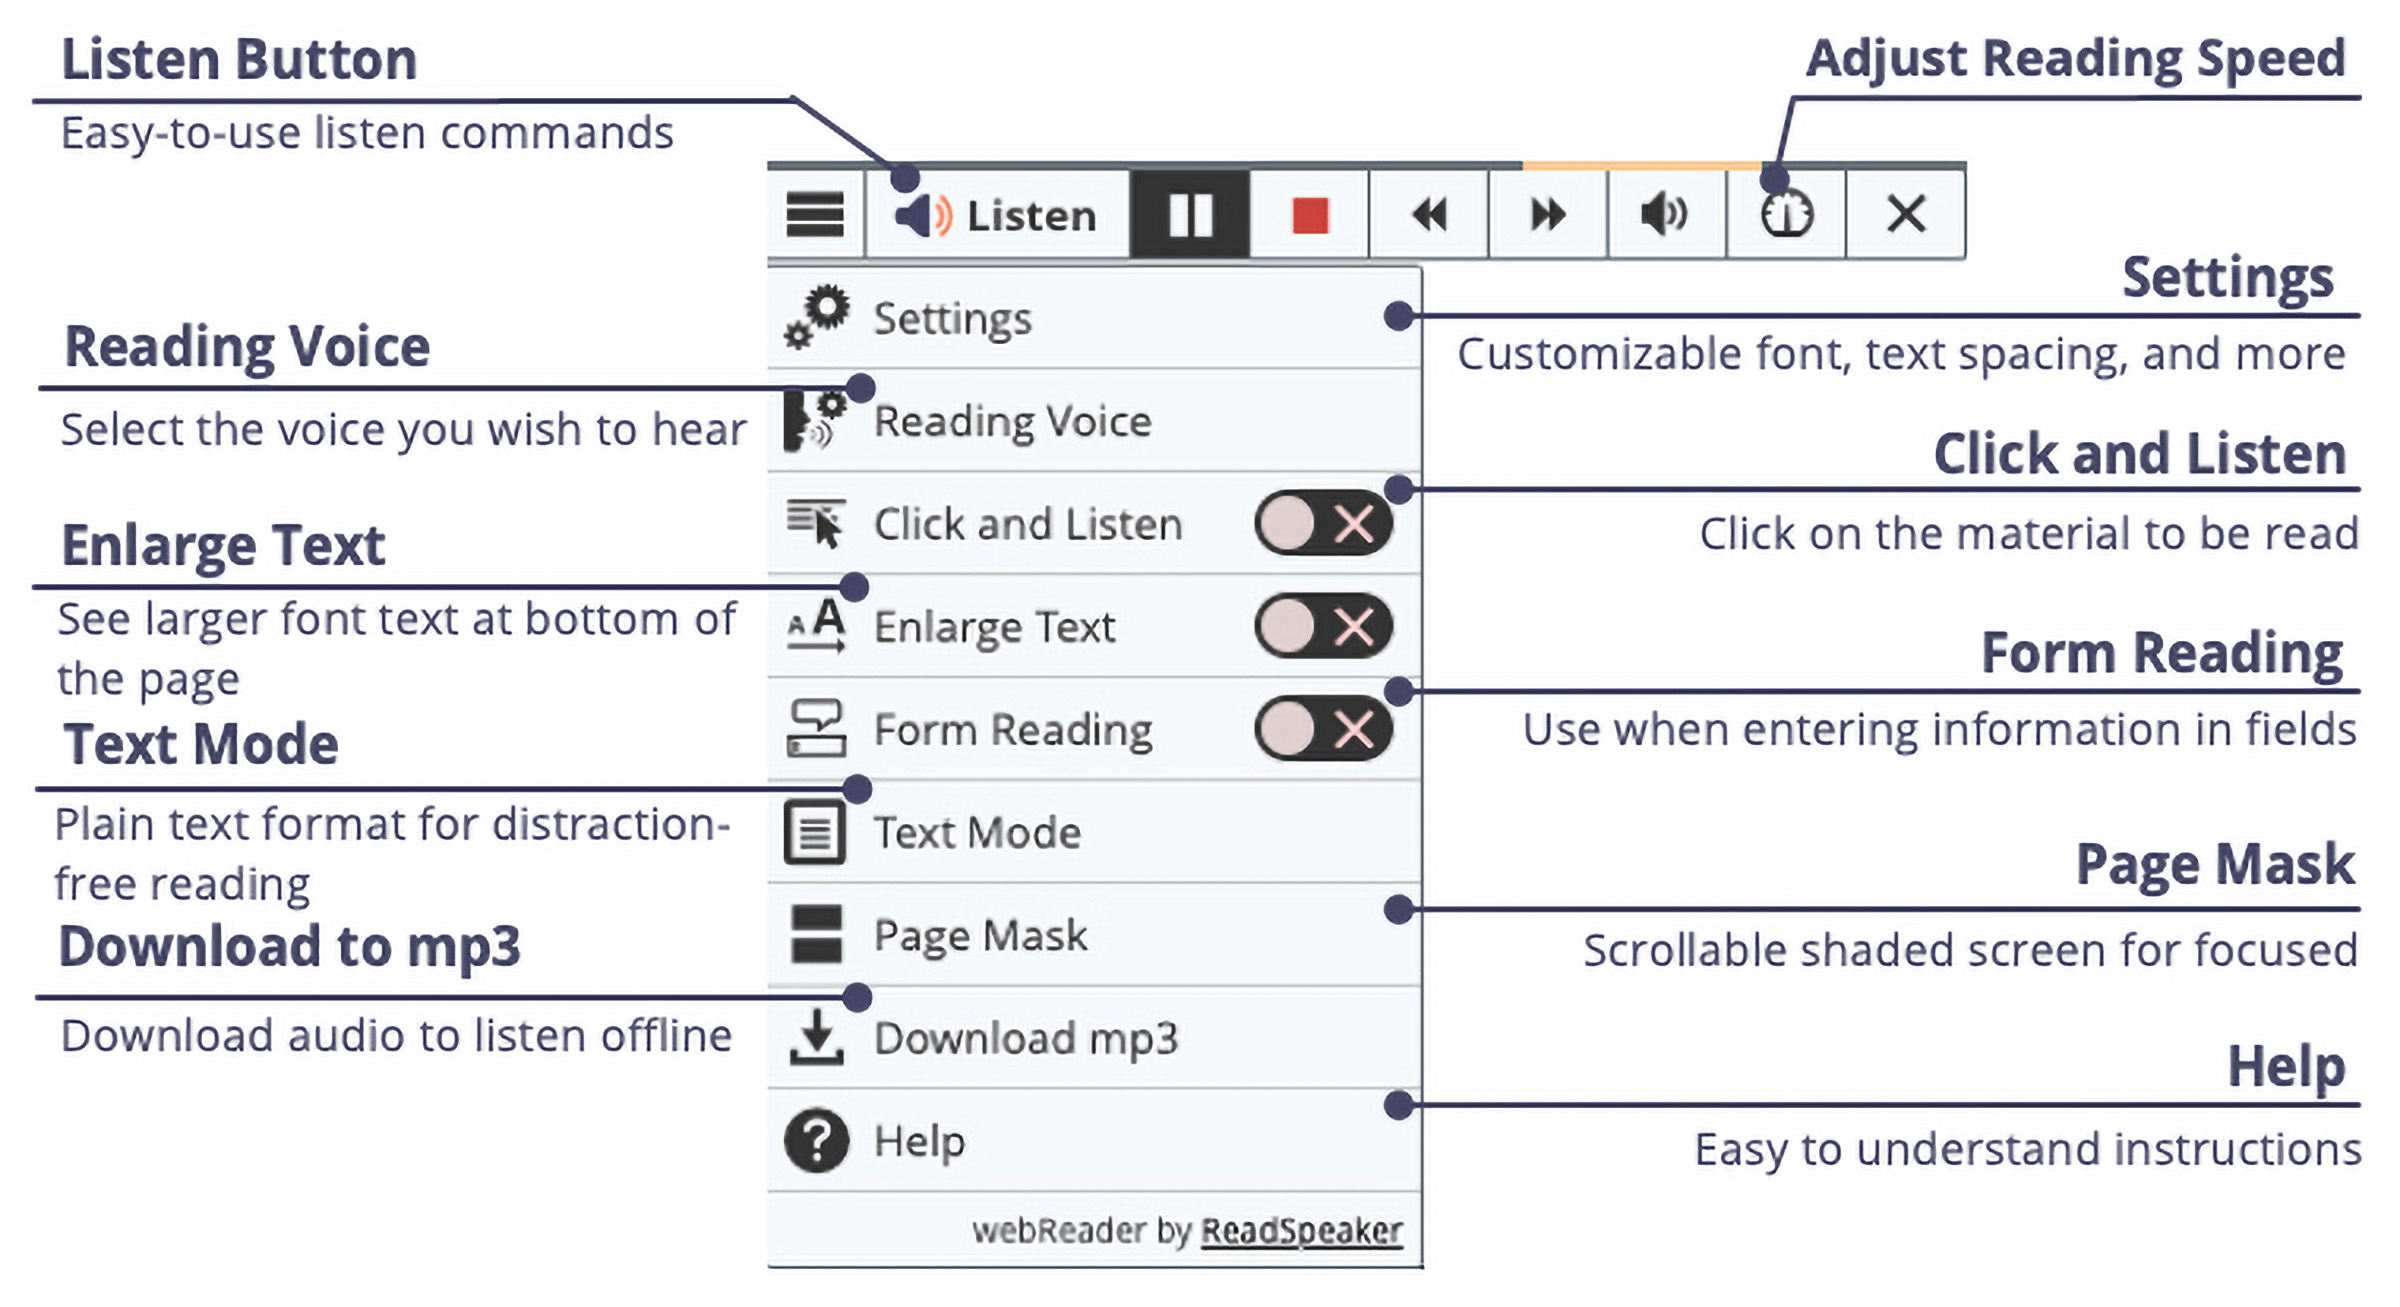 Listen Button
Easy-to-use listen commands
Adjust Reading Speed
Listen
Settings
Customizable font, text spacing, and more
Settings
Reading Voice
Select the voice you wish to hear
Reading Voice
Click and Listen
Click on the material to be read
Click and Listen
Enlarge Text
See larger font text at bottom of
the page
Enlarge Text
Form Reading
Use when entering information in fields
Form Reading
Text Mode
Plain text format for distraction-
free reading
Text Mode
Page Mask
Scrollable shaded screen for focused
Page Mask
Download to mp3
Download audio to listen offline
Download mp3
Help
Easy to understand instructions
Help
webReader by ReadSpeaker